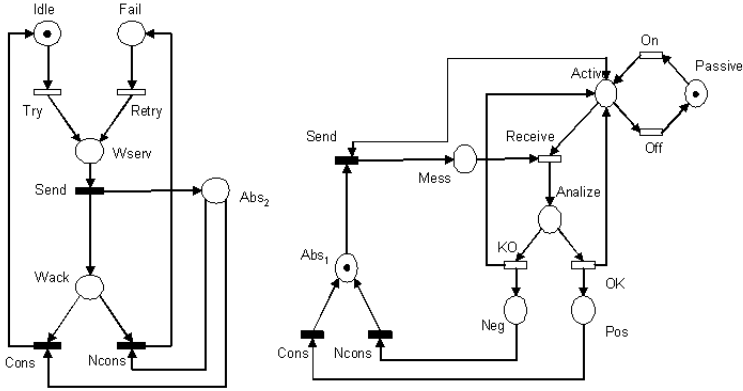 Idle
Fail
Try
Retry
Wserv
Send
Abs2
Wack
Cons
Ncons
On
Active
Passive
Send
Receive
Off
Mess
Analize
Abs1
KO
OK
Neg
Pos
Cons
Ncons